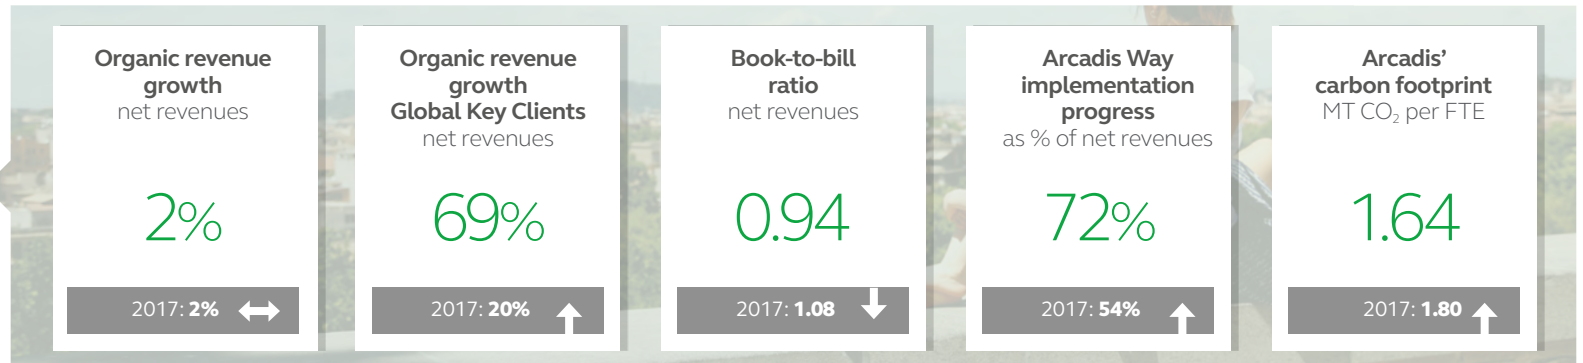 Organic revenue
growth
net revenues
2%
2017: 2%
Organic revenue
growth
Global Key Clients
net revenues
69%
2017: 20%
Book-to-bill
ratio
net revenues
0.94
2017: 1.08
Arcadis Way
implementation
progress
as % of net revenues
72%
2017: 54%
Arcadis’
carbon footprint
MT CO₂ per FTE
1.64
2017: 1.80